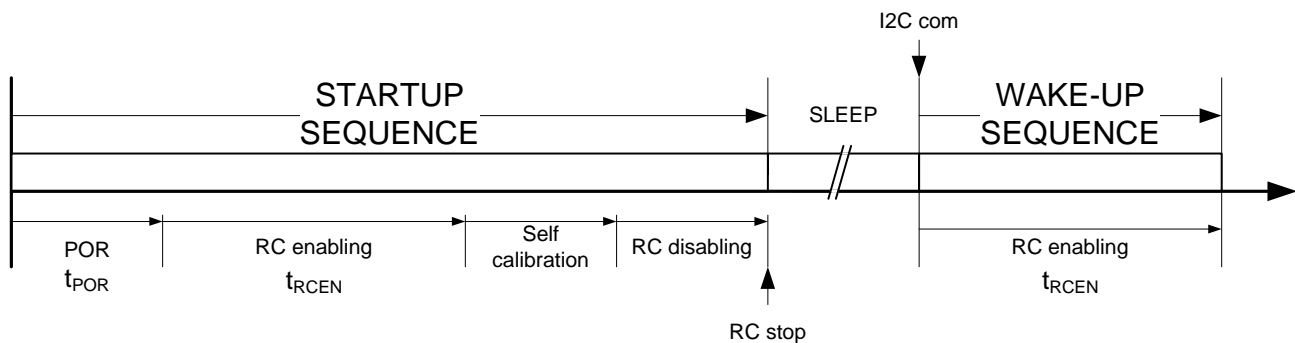 I2C com
STARTUP
SEQUENCE
SLEEP
WAKE-UP
SEQUENCE
POR
tPOR
RC enabling
tRCEN
Self
calibration
RC disabling
RC enabling
tRCEN
RC stop